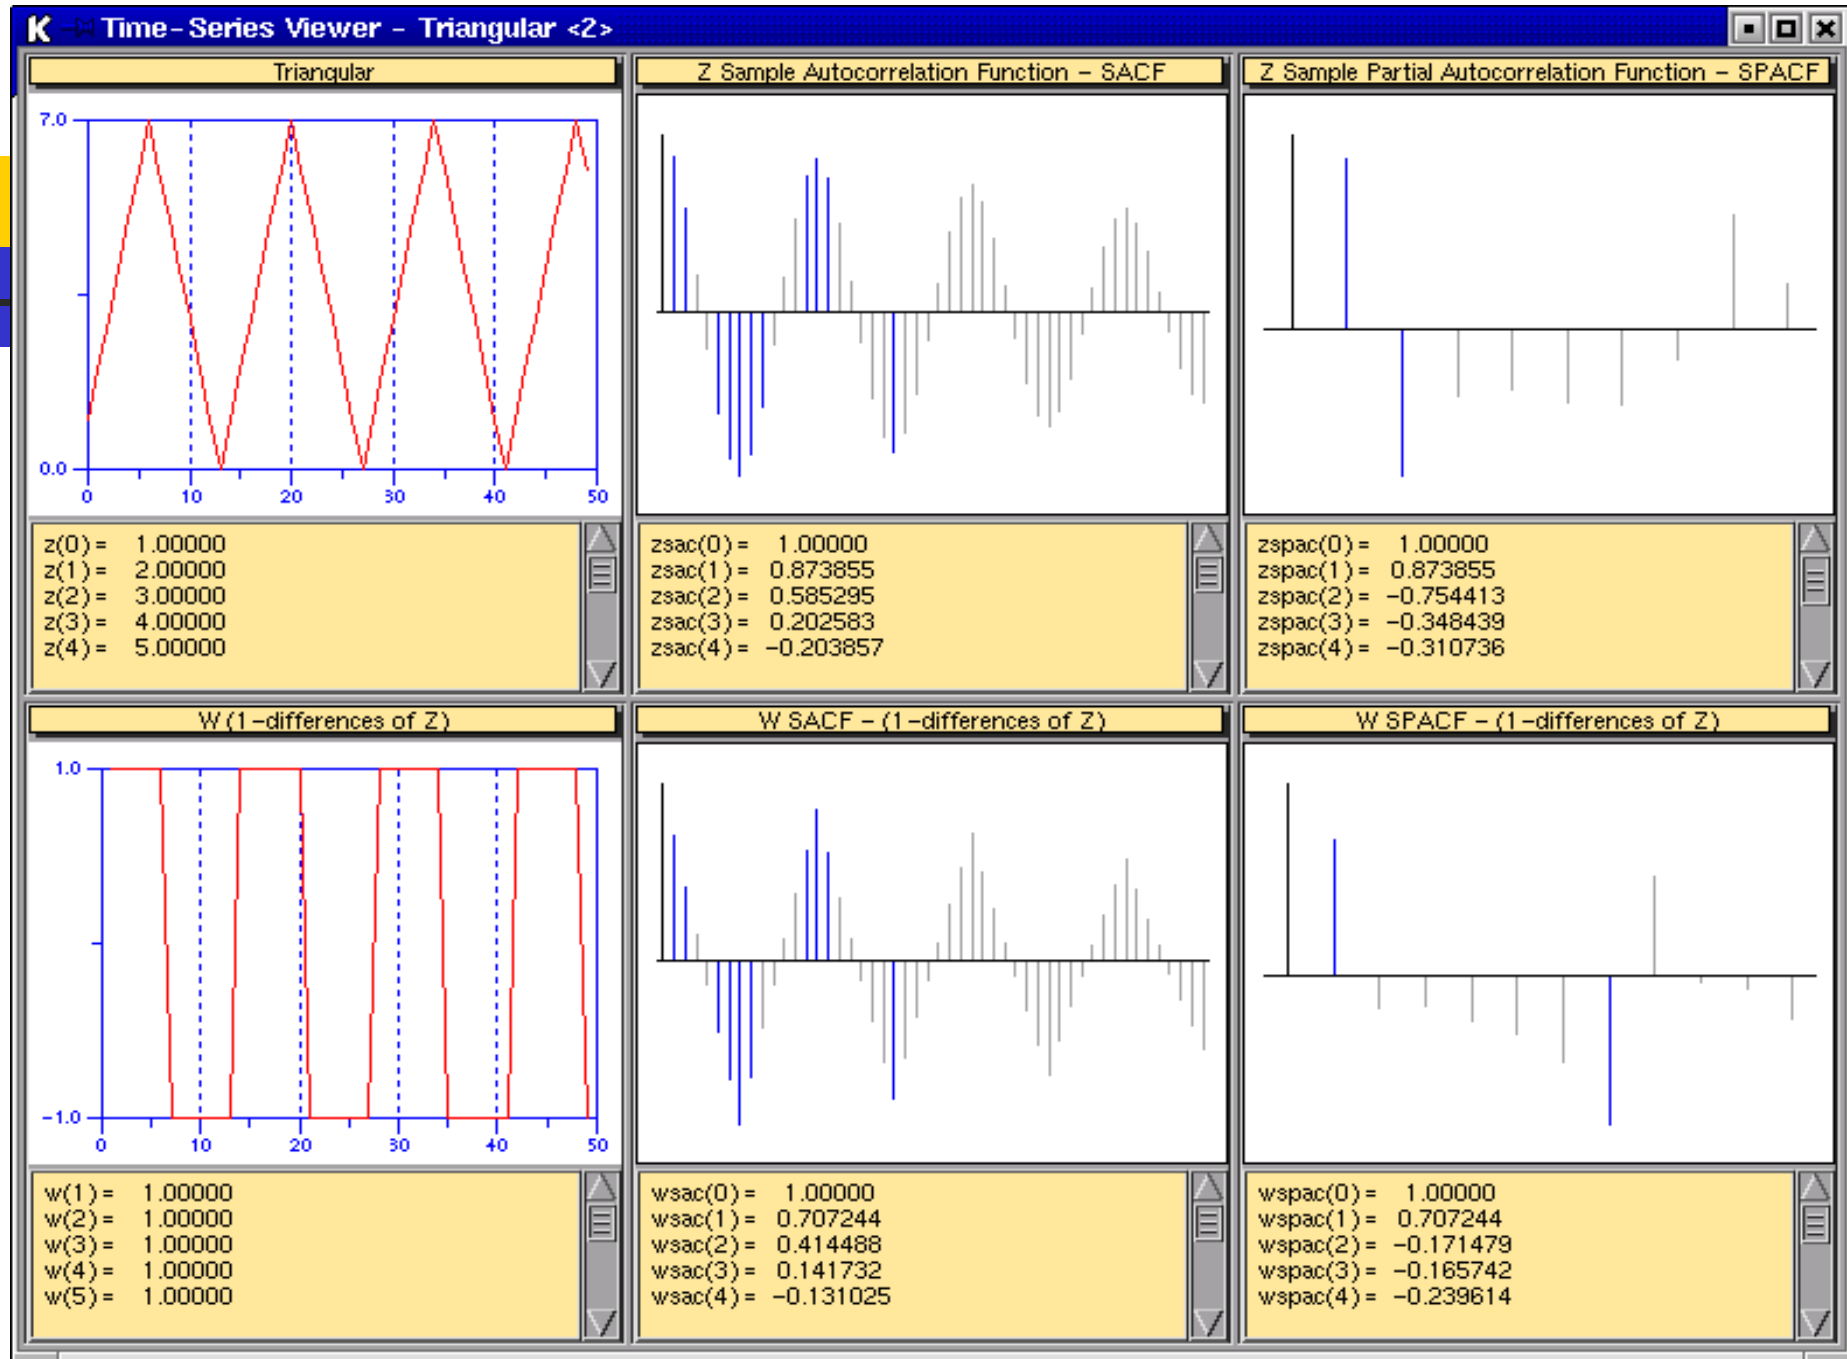 K Time-Series Viewer - Triangular <2>
Triangular
7.0
0.0
0 10 20 30 40 50
z(0) = 1.00000
z(1) = 2.00000
z(2) = 3.00000
z(3) = 4.00000
z(4) = 5.00000
Z Sample Autocorrelation Function - SACF
zsac(0) = 1.00000
zsac(1) = 0.873855
zsac(2) = 0.585295
zsac(3) = 0.202583
zsac(4) = -0.203857
Z Sample Partial Autocorrelation Function - SPACF
zspac(0) = 1.00000
zspac(1) = 0.873855
zspac(2) = -0.754413
zspac(3) = -0.348439
zspac(4) = -0.310736
W (1-differences of Z)
1.0
-1.0
0 10 20 30 40 50
w(1) = 1.00000
w(2) = 1.00000
w(3) = 1.00000
w(4) = 1.00000
w(5) = 1.00000
W SACF - (1-differences of Z)
wsac(0) = 1.00000
wsac(1) = 0.707244
wsac(2) = 0.414488
wsac(3) = 0.141732
wsac(4) = -0.131025
W SPACF - (1-differences of Z)
wspac(0) = 1.00000
wspac(1) = 0.707244
wspac(2) = -0.171479
wspac(3) = -0.165742
wspac(4) = -0.239614